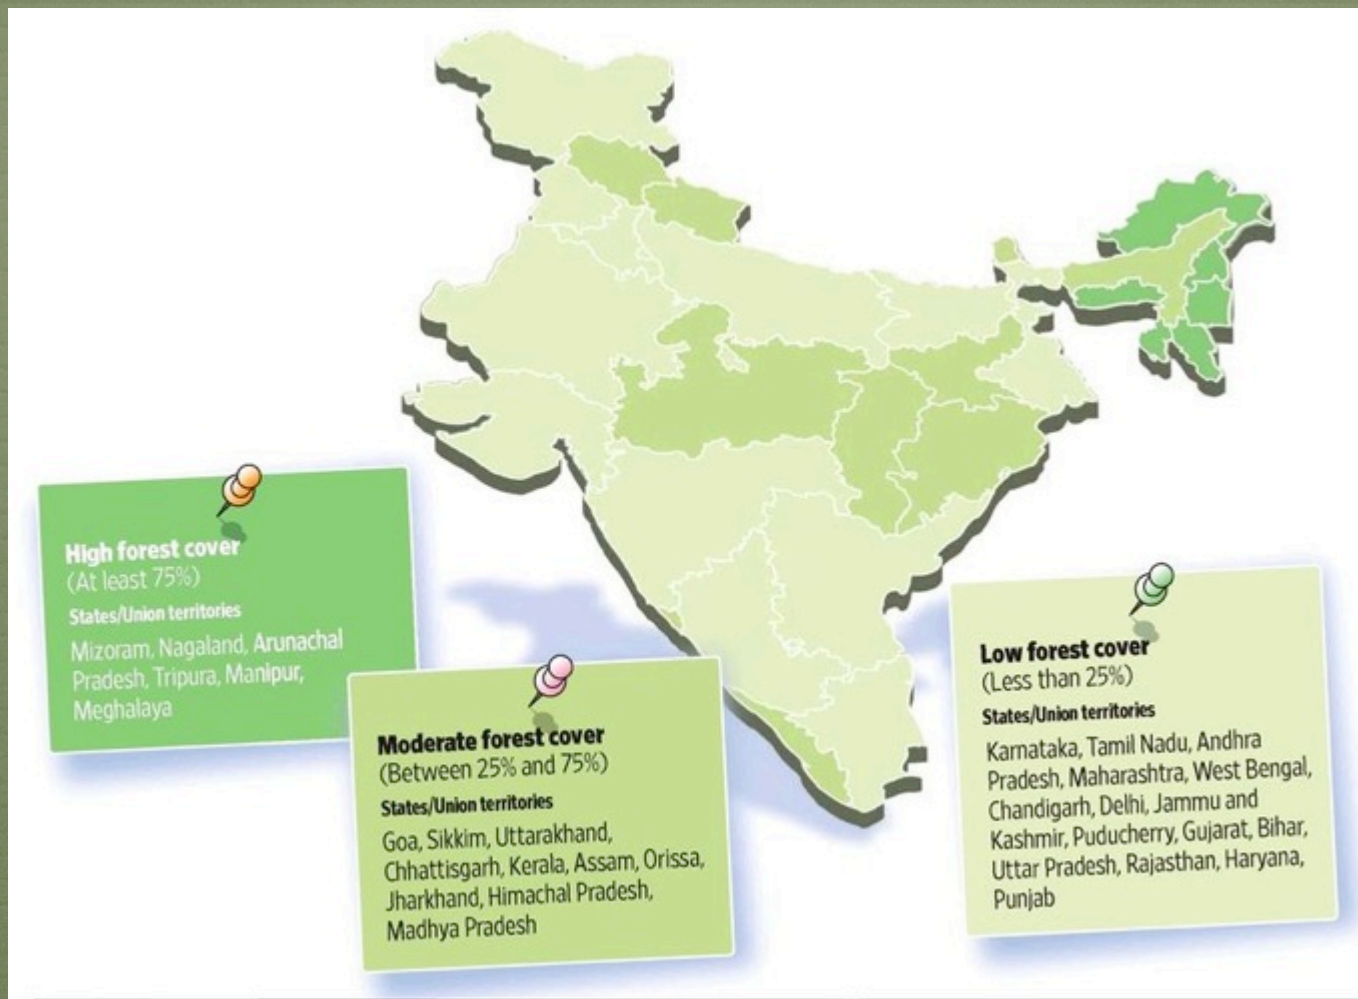 High forest cover
(At least 75%)
States/Union territories
Mizoram, Nagaland, Arunachal
Pradesh, Tripura, Manipur,
Meghalaya
Moderate forest cover
(Between 25% and 75%)
States/Union territories
Goa, Sikkim, Uttarakhand,
Chhattisgarh, Kerala, Assam, Orissa,
Jharkhand, Himachal Pradesh,
Madhya Pradesh
Low forest cover
(Less than 25%)
States/Union territories
Karnataka, Tamil Nadu, Andhra
Pradesh, Maharashtra, West Bengal,
Chandigarh, Delhi, Jammu and
Kashmir, Puducherry, Gujarat, Bihar,
Uttar Pradesh, Rajasthan, Haryana,
Punjab